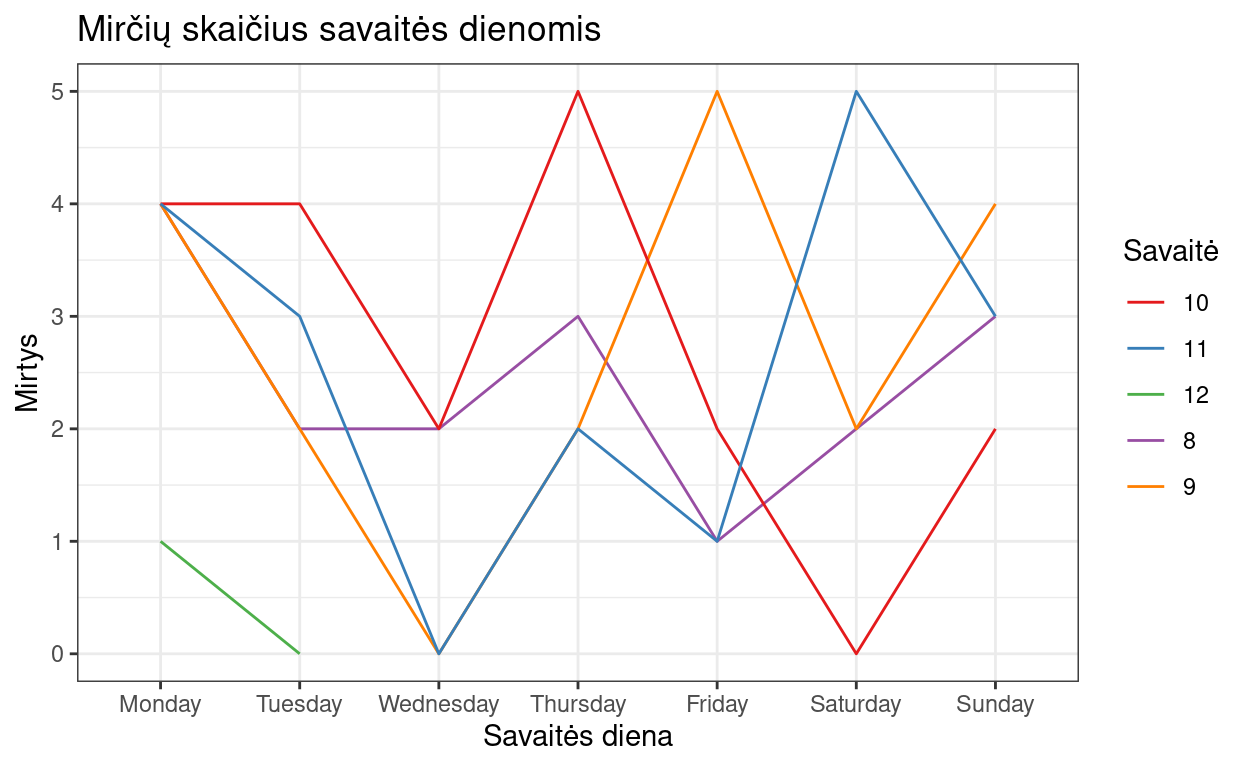 Mirčių skaičius savaitės dienomis
5
4
3
2
1
0
Mirtys
Monday Tuesday Wednesday Thursday Friday Saturday Sunday
Savaitės diena
Savaitė
10
11
12
8
9